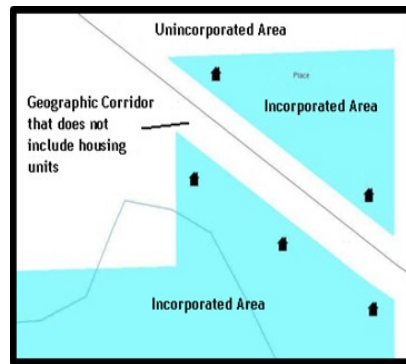 Unincorporated Area
Place
Geographic Corridor
that does not
include housing
units
Incorporated Area
Incorporated Area